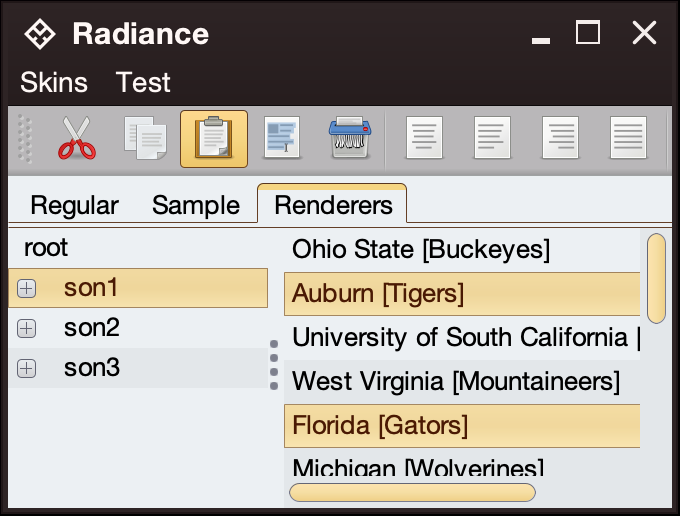 Radiance
Skins Test
Regular Sample Renderers
root
son1
son2
son3
Ohio State [Buckeyes]
Auburn [Tigers]
University of South California [
West Virginia [Mountaineers]
Florida [Gators]
Michigan [Wolverines]